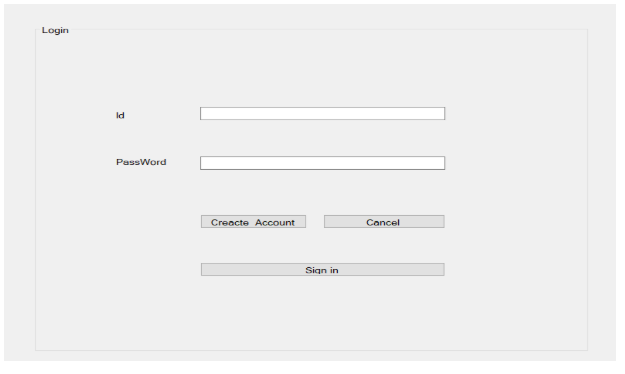 Login
Id
PassWord
Creacte Account
Cancel
Sign in